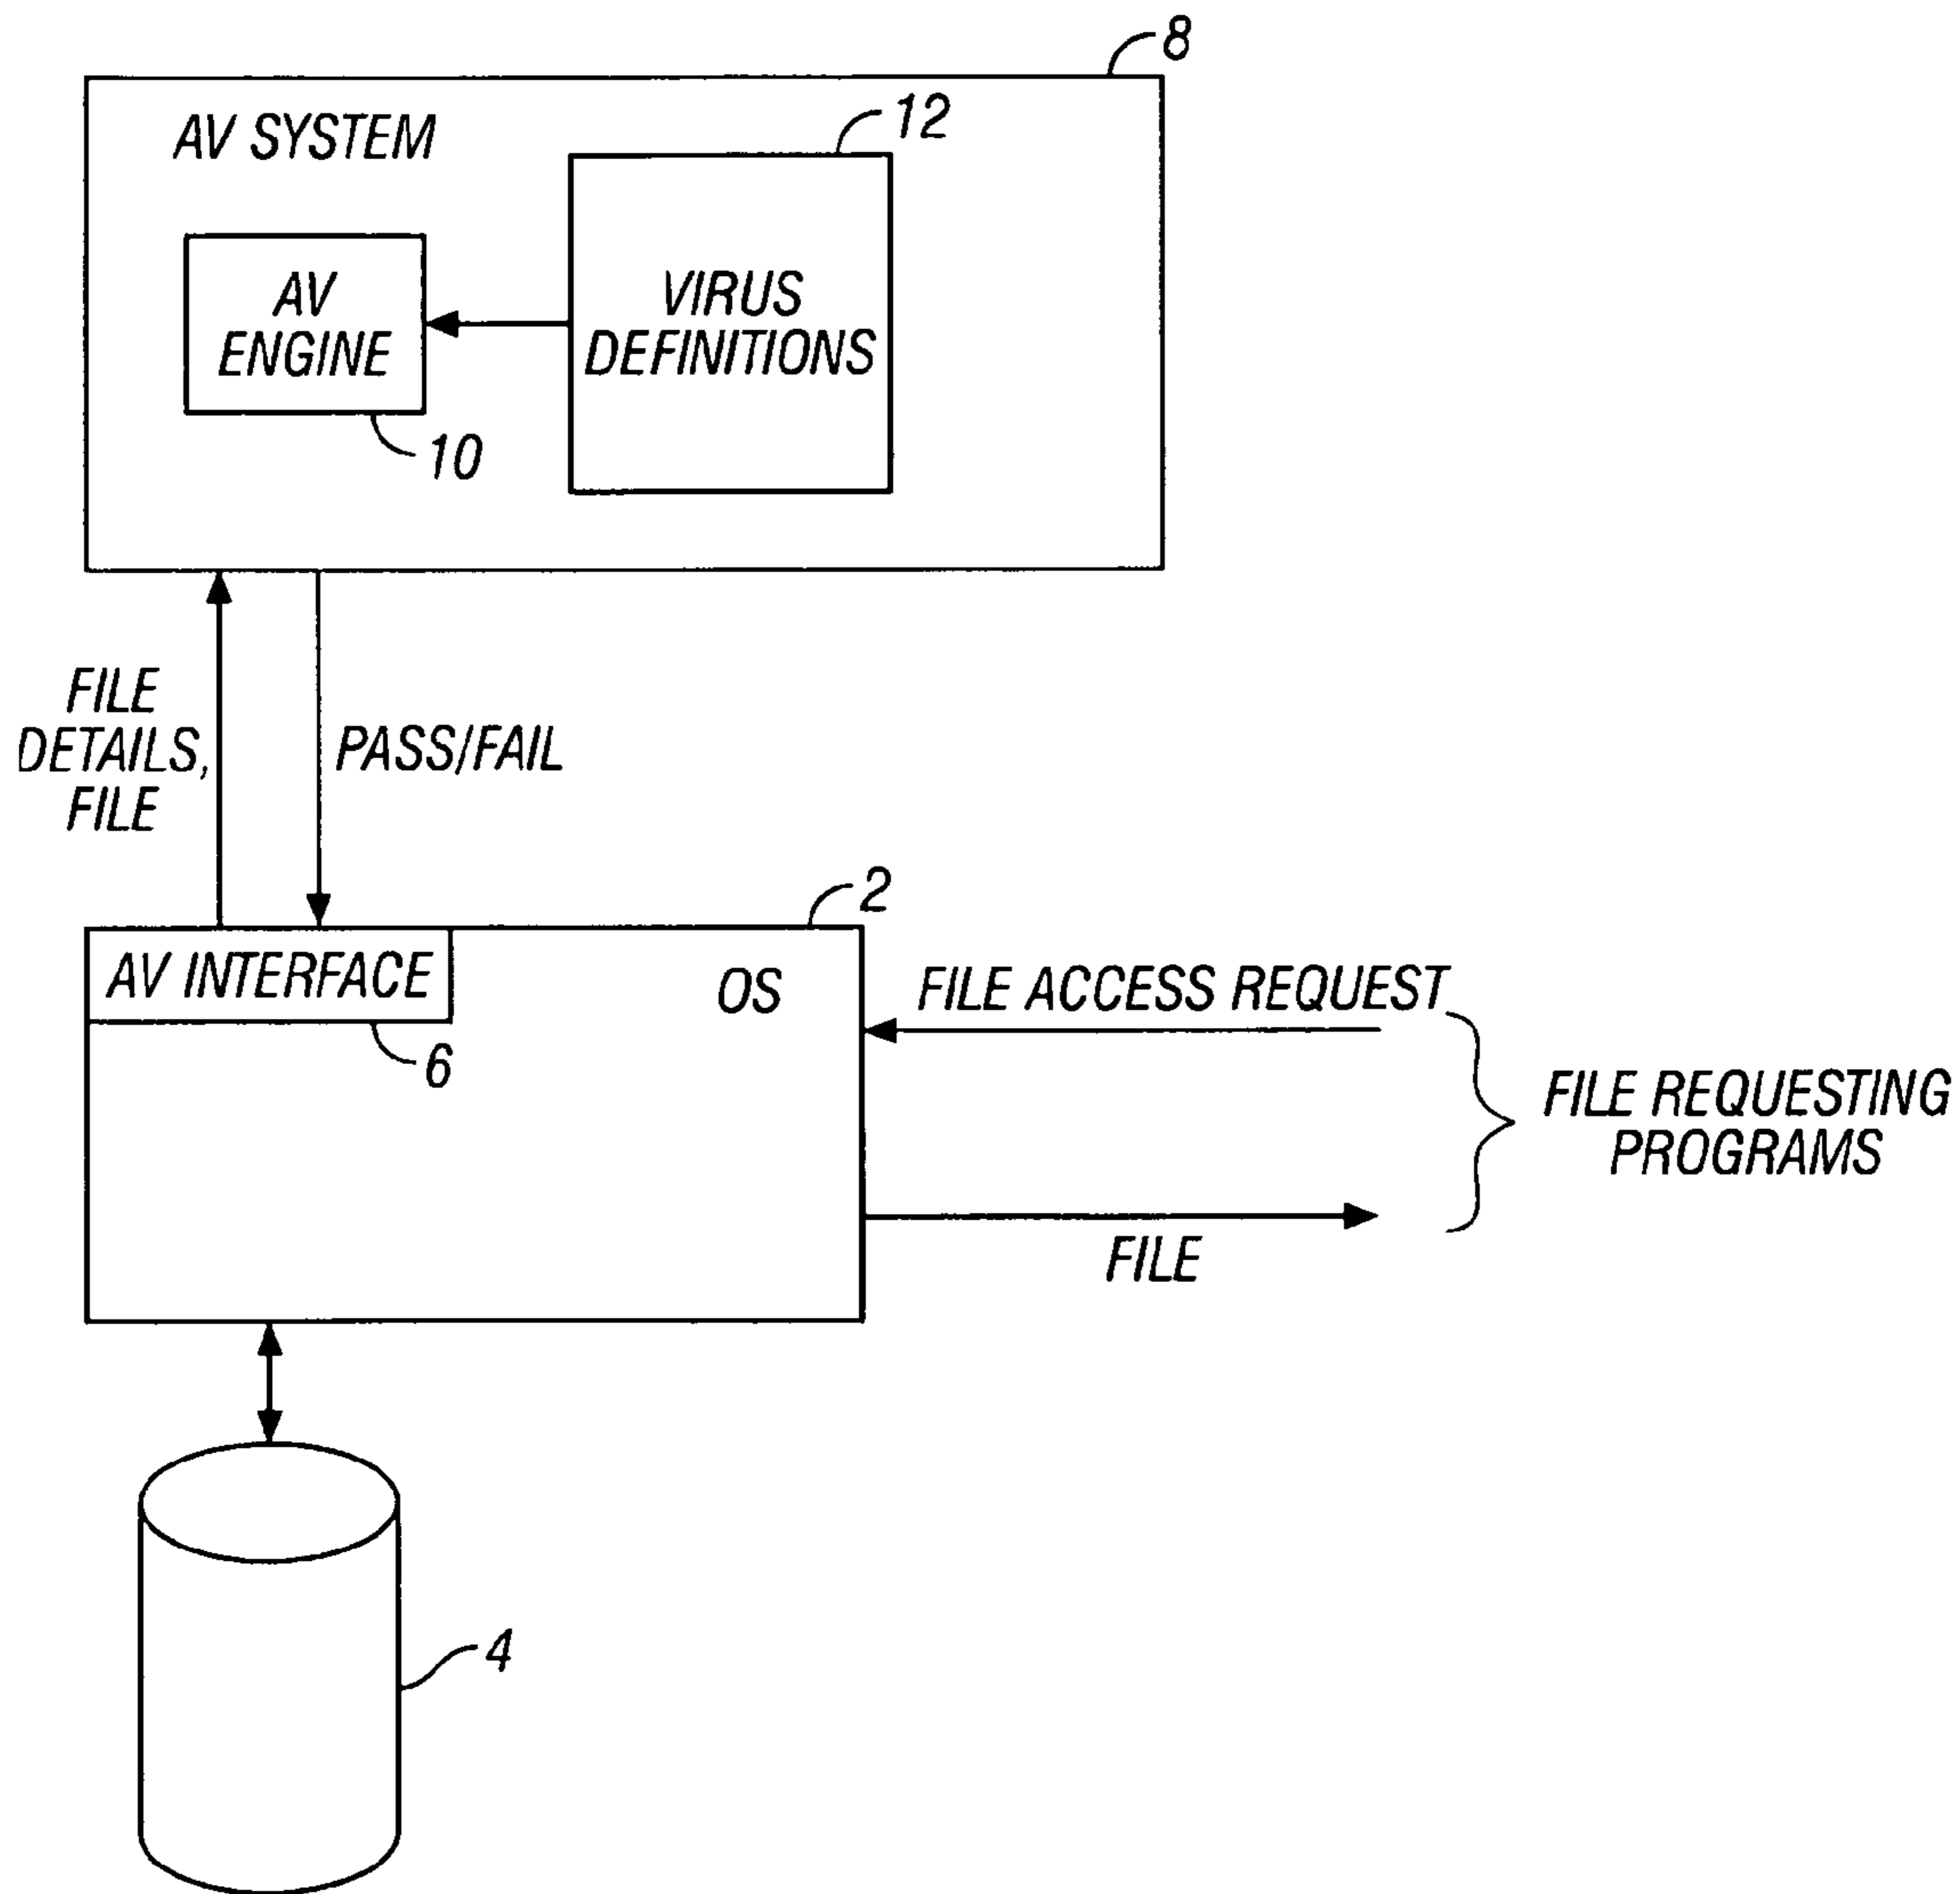 8
AV SYSTEM
12
AV
ENGINE
VIRUS
DEFINITIONS
10
FILE
DETAILS,
FILE
PASS/FAIL
2
AV INTERFACE
OS
6
FILE ACCESS REQUEST
FILE REQUESTING
PROGRAMS
FILE
4